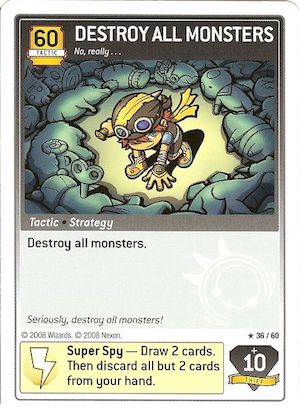 60
TACTIC
DESTROY ALL MONSTERS
No, really . . .
Tactic • Strategy
Destroy all monsters.
Seriously, destroy all monsters!
© 2008 Wizards. © 2008 Nexon.
★ 36 / 60
Super Spy — Draw 2 cards.
Then discard all but 2 cards
from your hand.
10
THIEF